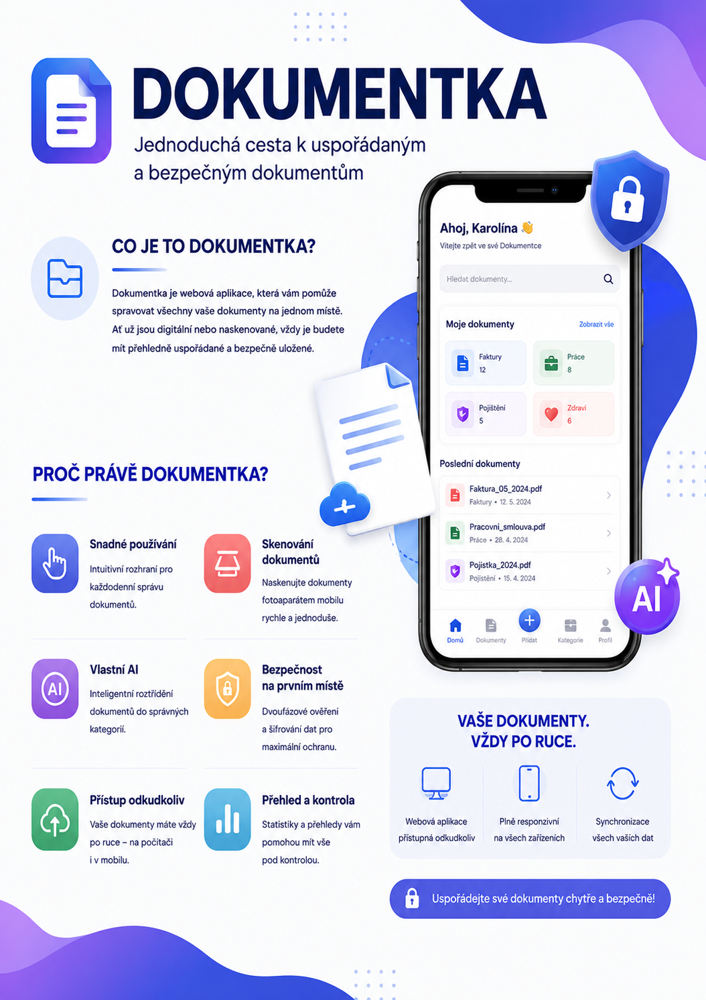 DOKUMENTKA
Jednoduchá cesta k uspořádaným
a bezpečným dokumentům
CO JE TO DOKUMENTKA?
Dokumentka je webová aplikace, která vám pomůže
spravovat všechny vaše dokumenty na jednom místě.
Ať už jsou digitální nebo naskenované, vždy je budete
mít přehledně uspořádané a bezpečně uložené.
Ahoj, Karolína 👋
Vítejte zpět ve své Dokumentce
Hledat dokumenty...
Moje dokumenty
Zobrazit vše
Faktury
12
Práce
8
Pojištění
5
Zdraví
6
Poslední dokumenty
Faktura_05_2024.pdf
Faktury • 12. 5. 2024
Pracovni_smlouva.pdf
Práce • 28. 4. 2024
Pojistka_2024.pdf
Pojistění • 15. 4. 2024
Domů
Dokumenty
Přidat
Kategorie
Profil
AI
PROČ PRÁVĚ DOKUMENTKA?
Snadné používání
Intuitivní rozhraní pro
každodenní správu
dokumentů.
Skenování
dokumentů
Naskenujte dokumenty
fotoaparátem mobilu
rychle a jednoduše.
AI
Vlastní AI
Inteligentní roztřídění
dokumentů do správných
kategorií.
Bezpečnost
na prvním místě
Dvoufázové ověření
a šifrování dat pro
maximální ochranu.
Přístup odkudkoliv
Vaše dokumenty máte vždy
po ruce – na počítači
i v mobilu.
Přehled a kontrola
Statistiky a přehledy vám
pomohou mít vše
pod kontrolou.
VAŠE DOKUMENTY.
VŽDY PO RUCE.
Webová aplikace
přístupná odkudkoliv
Plně responzivní
na všech zařízeních
Synchronizace
všech vašich dat
Uspořádejte své dokumenty chytře a bezpečně!